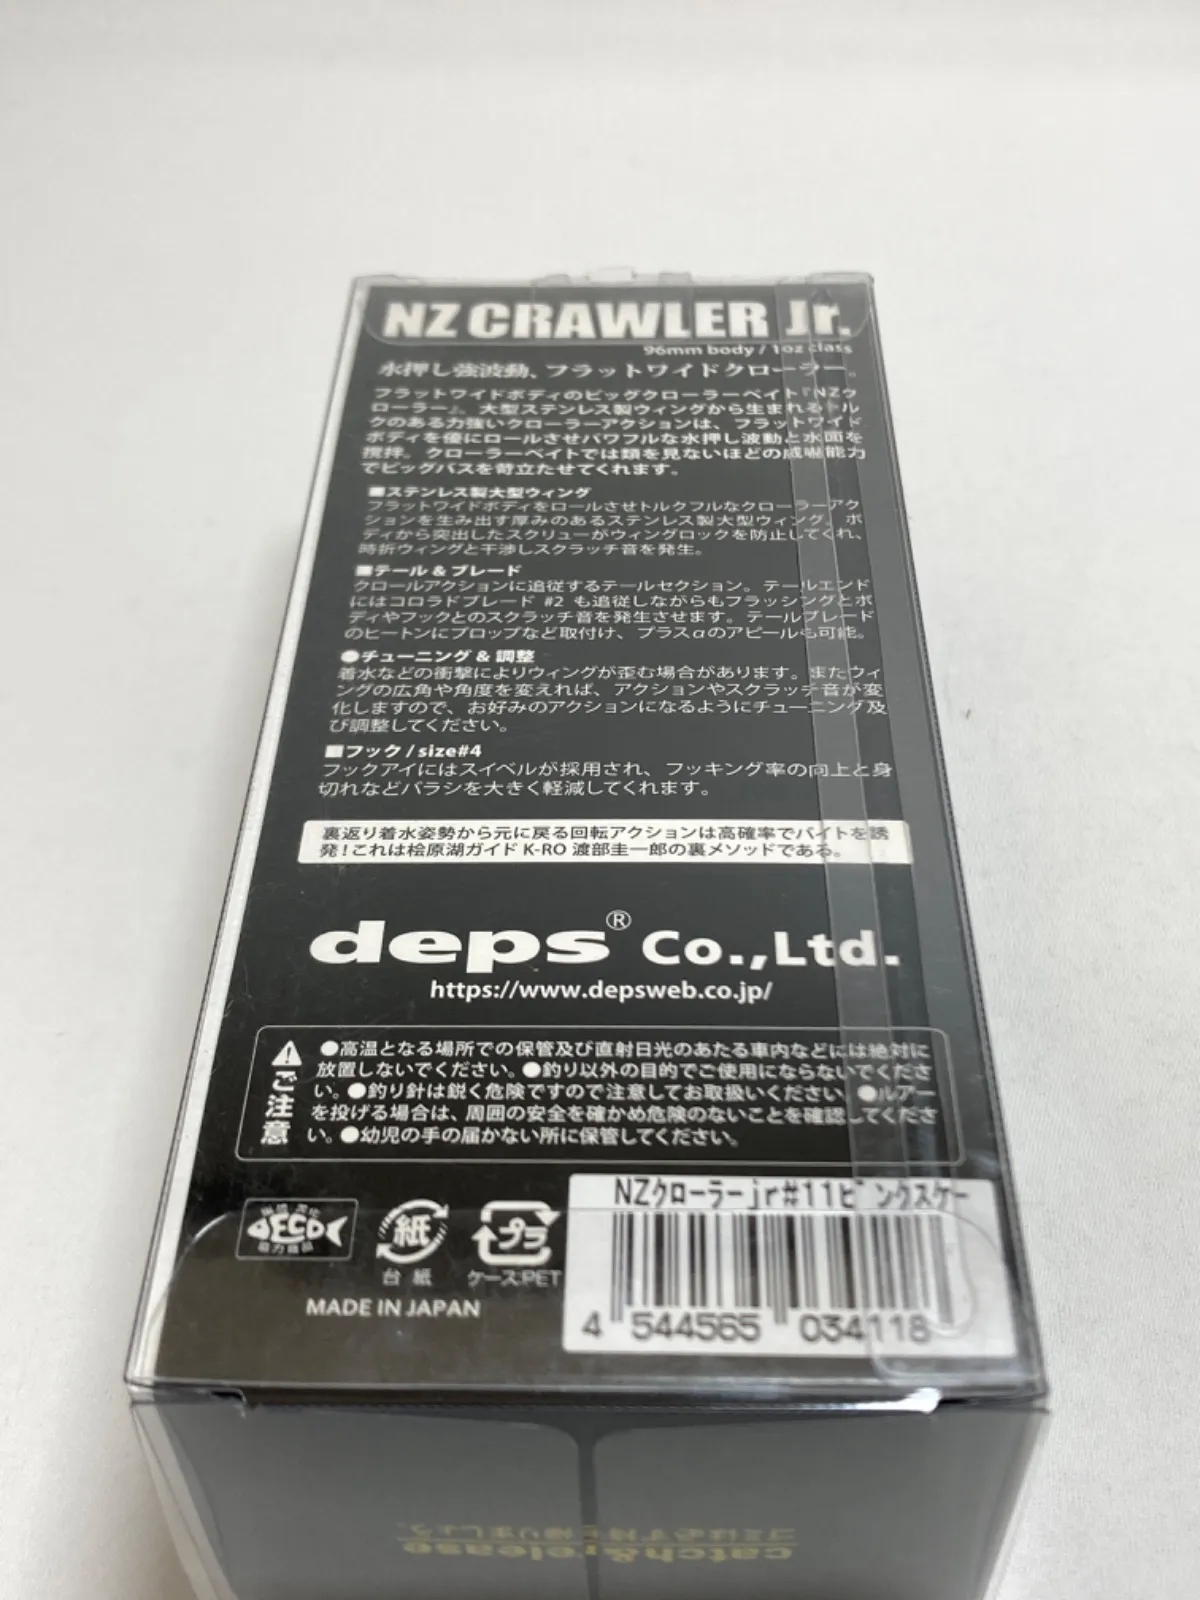 NZ CRAWLER Jr.
96mm body / 1oz class
水押し強波動、フラットワイドクローラー。
フラットワイドボディのビッグクローラーベイト『NZク
ローラー』。大型ステンレス製ウィングから生まれるトル
クのある力強いクローラーアクションは、フラットワイド
ボディを優にロールさせパワフルな水押し波動と水面を
攪拌。クローラーベイトでは類を見ないほどの威嚇能力
でビッグバスを苛立たせてくれます。
■ステンレス製大型ウィング
フラットワイドボディをロールさせトルクフルなクローラーアク
ションを生み出す厚みのあるステンレス製大型ウィング。ボ
ディから突出したスクリューがウィングロックを防止してくれ、
時折ウィングと干渉しスクラッチ音を発生。
■テール & ブレード
クロールアクションに追従するテールセクション。テールエンド
にはコロラドブレード #2 も追従しながらもフラッシングとボ
ディやフックとのスクラッチ音を発生させます。テールブレード
のヒートンにプロップなど取付け、プラスαのアピールも可能。
●チューニング & 調整
着水などの衝撃によりウィングが歪む場合があります。またウィ
ングの広角や角度を変えれば、アクションやスクラッチ音が変
化しますので、お好みのアクションになるようにチューニング及
び調整してください。
■フック / size#4
フックアイにはスイベルが採用され、フッキング率の向上と身
切れなどバラシを大きく軽減してくれます。
裏返り着水姿勢から元に戻る回転アクションは高確率でバイトを誘
発！これは桧原湖ガイド K-RO 渡部圭一郎の裏メソッドである。
deps® Co.,Ltd.
https://www.depsweb.co.jp/
ご注意
●高温となる場所での保管及び直射日光のあたる車内などには絶対に
放置しないでください。●釣り以外の目的でご使用にならないでくださ
い。●釣り針は鋭く危険ですので注意してお取扱いください。●ルアー
を投げる場合は、周囲の安全を確かめ危険のないことを確認してくださ
い。●幼児の手の届かない所に保管してください。
NZクローラーjr#11ピンクスケー
環境浄化
ECO
協力商品
紙
台紙
プラ
ケース:PET
MADE IN JAPAN
4 544565 034118
ゴミは必ず持ち帰りましょう。
catch&release